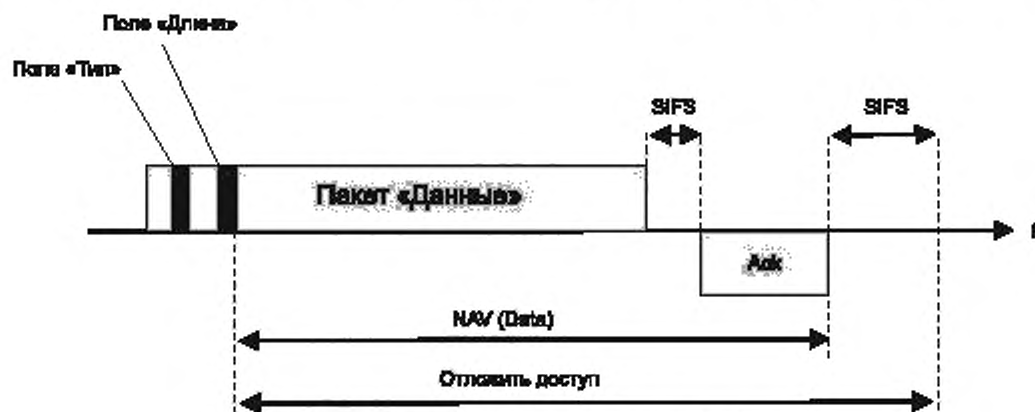 Поле «Длина»
Поле «Тип»
SIFS
SIFS
Пакет «Данные»
Ack
NAV (Data)
Отложить доступ